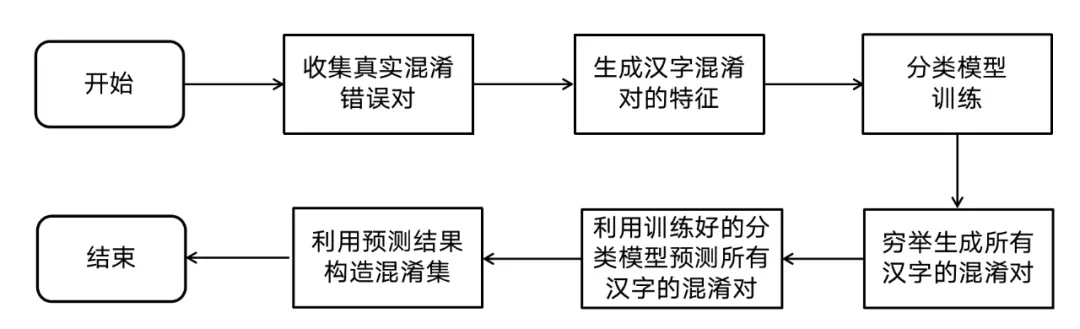 开始
收集真实混淆
错误对
生成汉字混淆
对的特征
分类模型
训练
穷举生成所有
汉字的混淆对
利用训练好的分
类模型预测所有
汉字的混淆对
利用预测结果
构造混淆集
结束